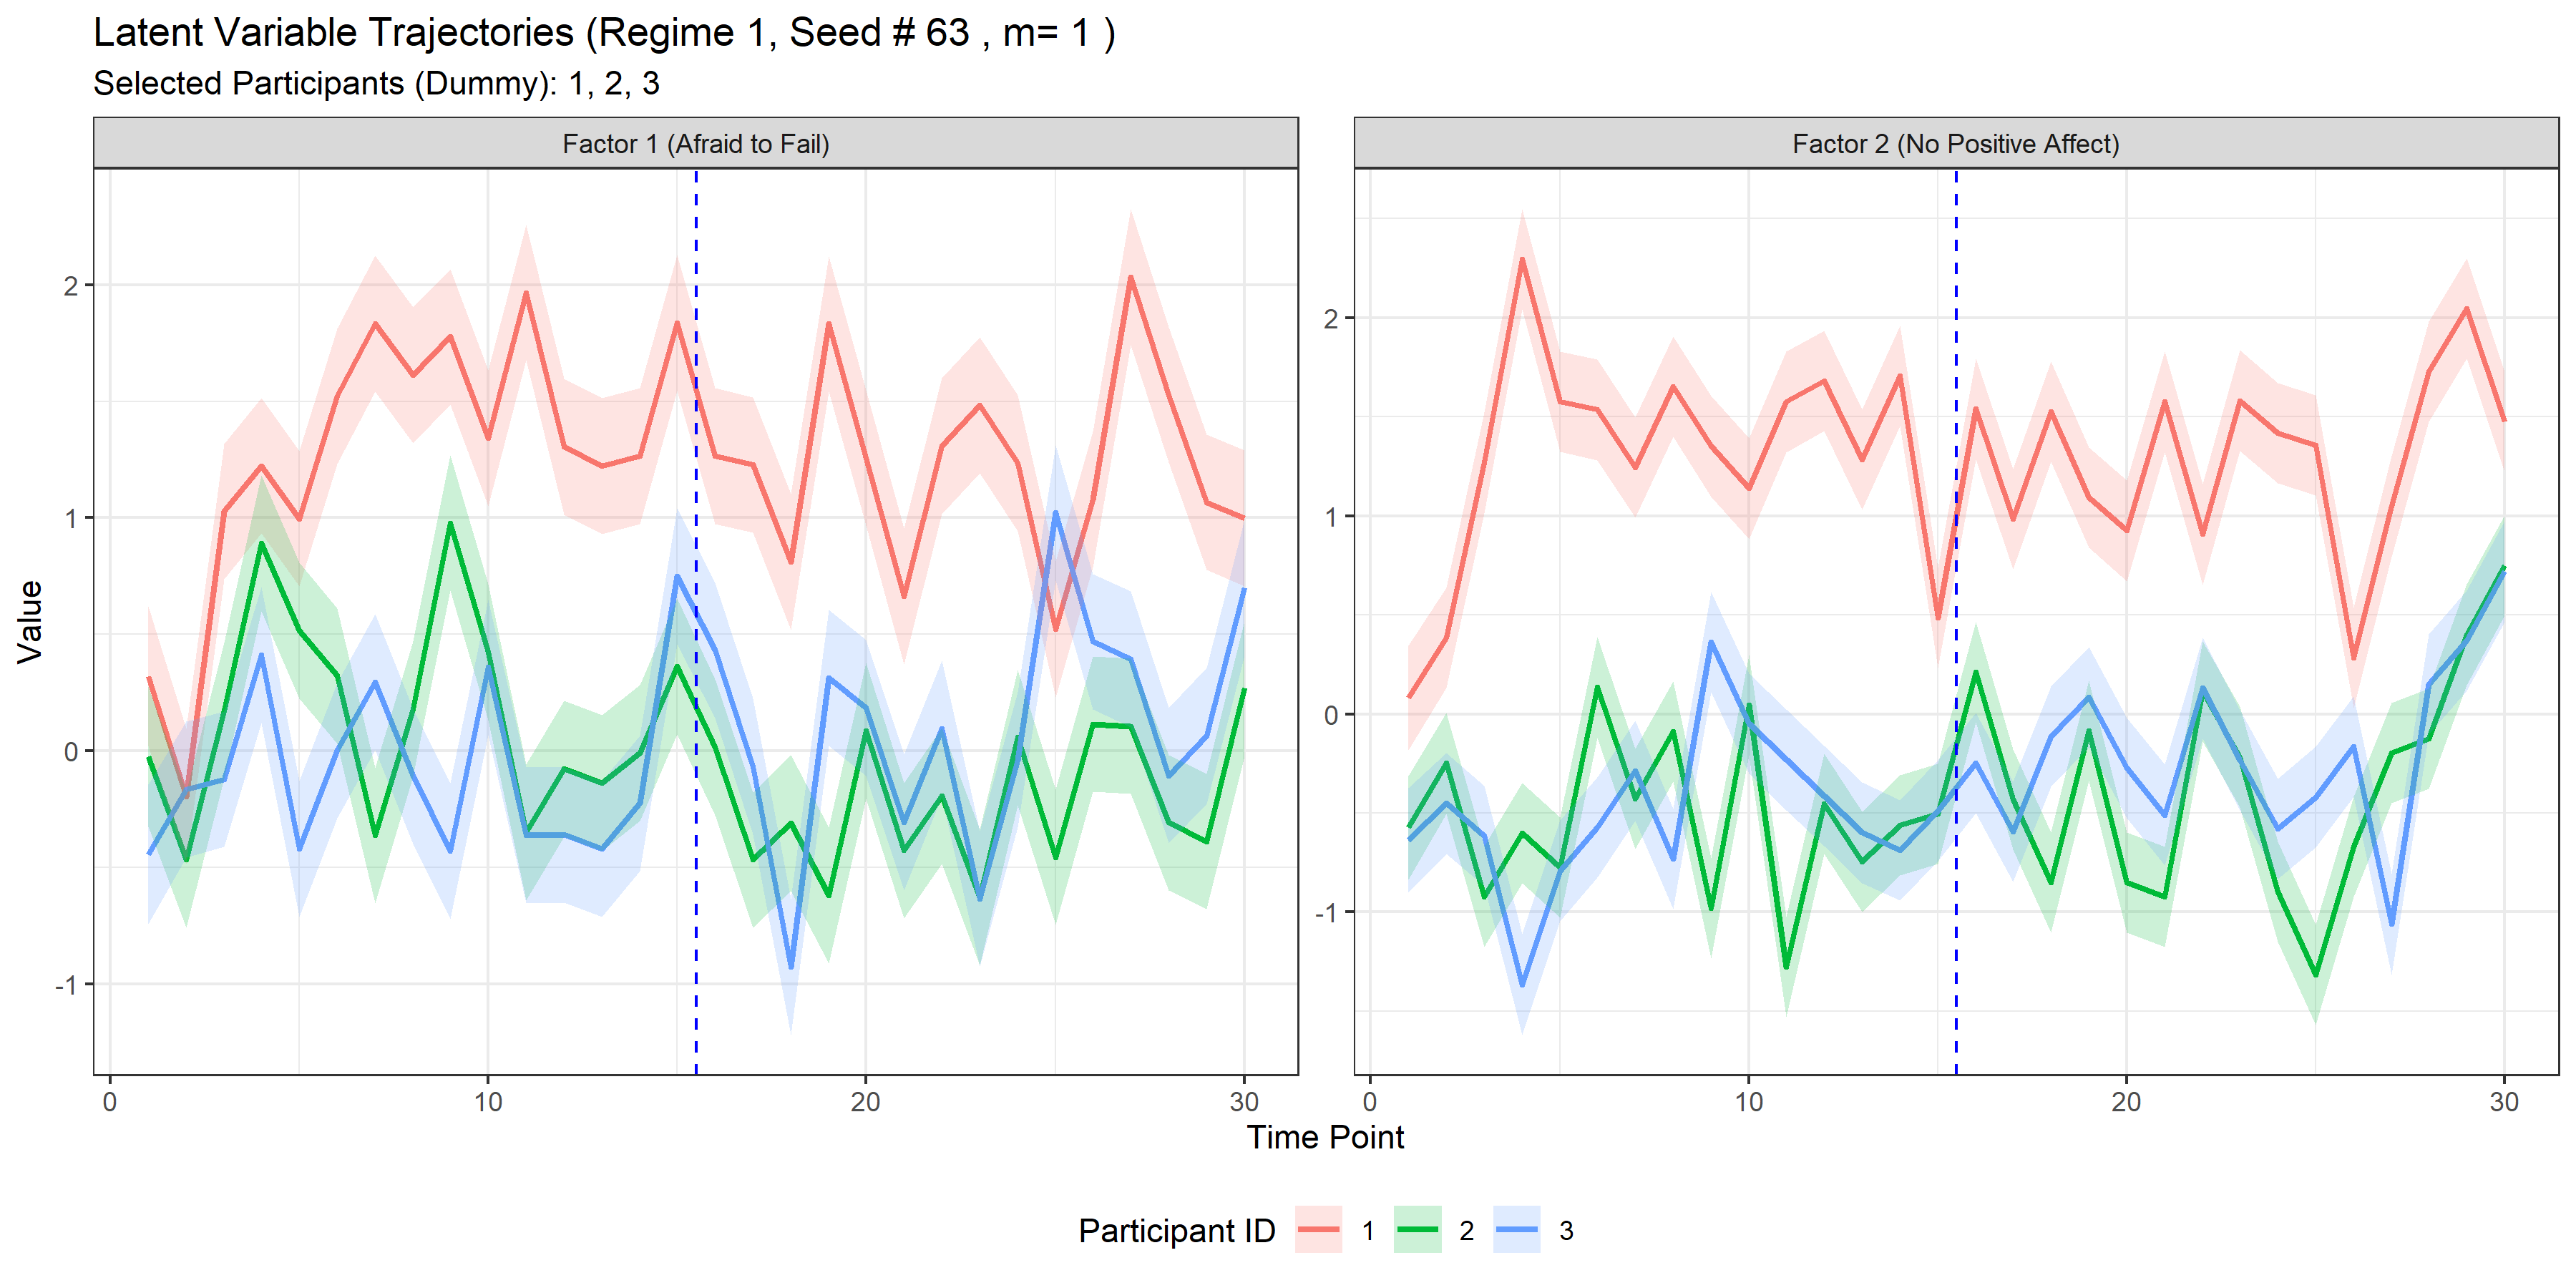 Latent Variable Trajectories (Regime 1, Seed # 63 , m= 1 )
Selected Participants (Dummy): 1, 2, 3
Factor 1 (Afraid to Fail)
Factor 2 (No Positive Affect)
Value
2
1
0
-1
2
1
0
-1
0 10 20 30
0 10 20 30
Time Point
Participant ID 1 2 3